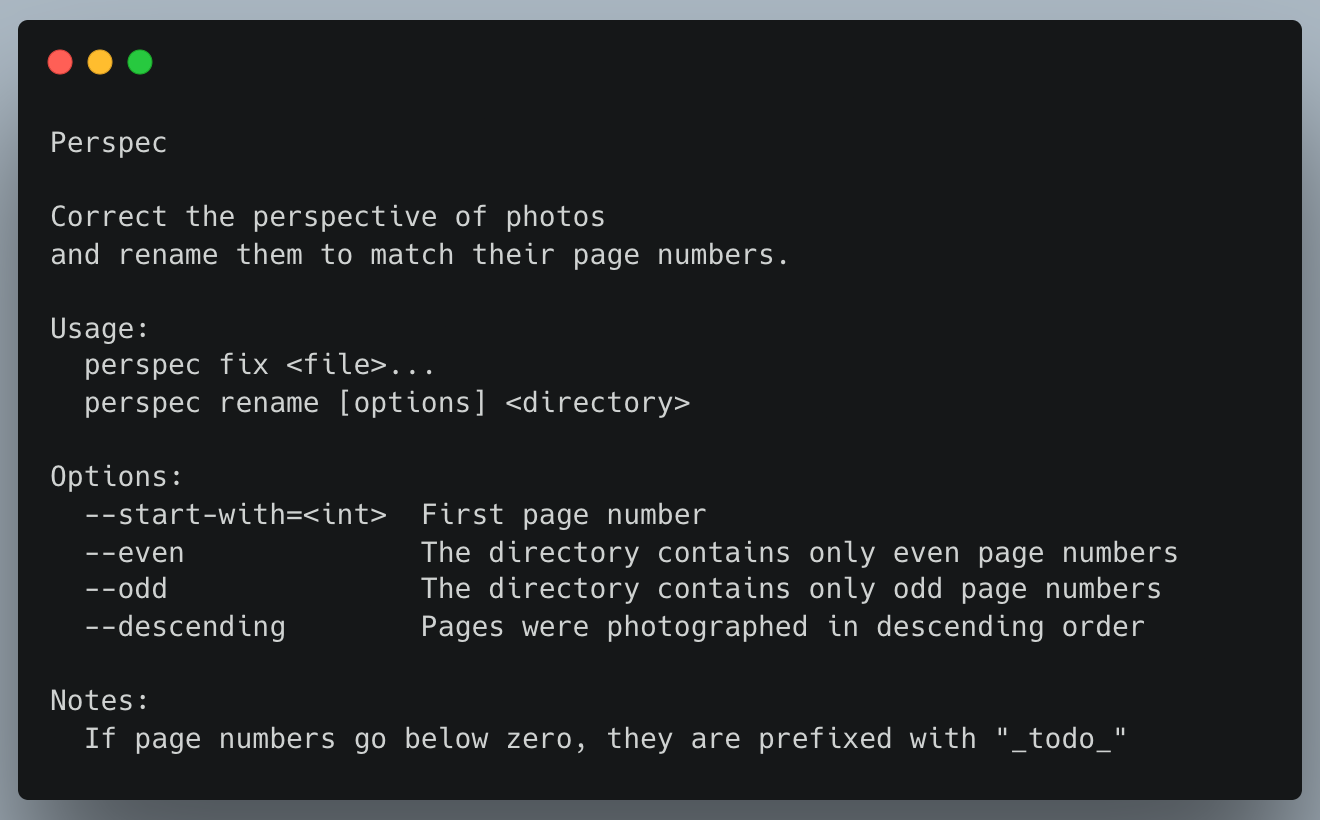 Perspec
Correct the perspective of photos
and rename them to match their page numbers.
Usage:
  perspec fix <file>...
  perspec rename [options] <directory>
Options:
  --start-with=<int>  First page number
  --even              The directory contains only even page numbers
  --odd               The directory contains only odd page numbers
  --descending        Pages were photographed in descending order
Notes:
  If page numbers go below zero, they are prefixed with "_todo_"